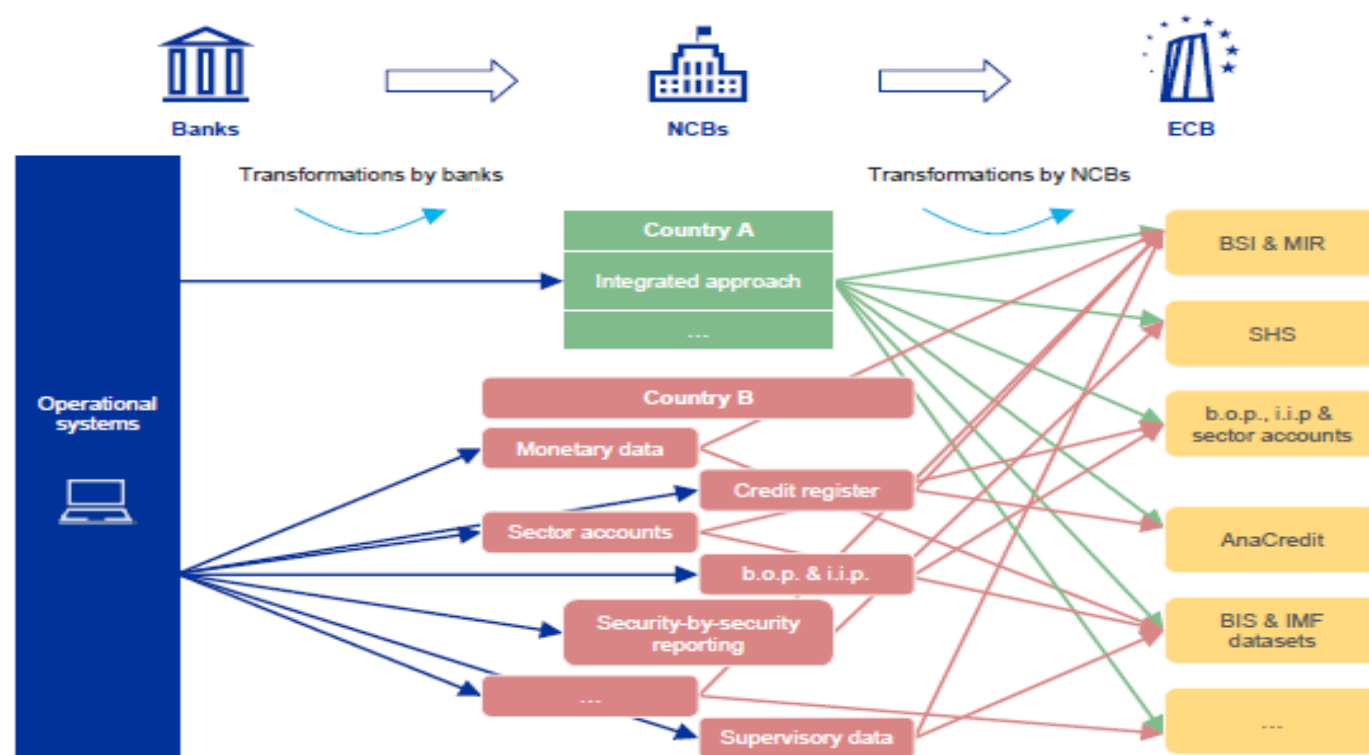 Banks
NCBs
ECB
Transformations by banks
Transformations by NCBs
Operational
systems
Country A
Integrated approach
...
Country B
Monetary data
Credit register
Sector accounts
b.o.p. & i.i.p.
Security-by-security
reporting
...
Supervisory data
BSI & MIR
SHS
b.o.p., i.i.p &
sector accounts
AnaCredit
BIS & IMF
datasets
...